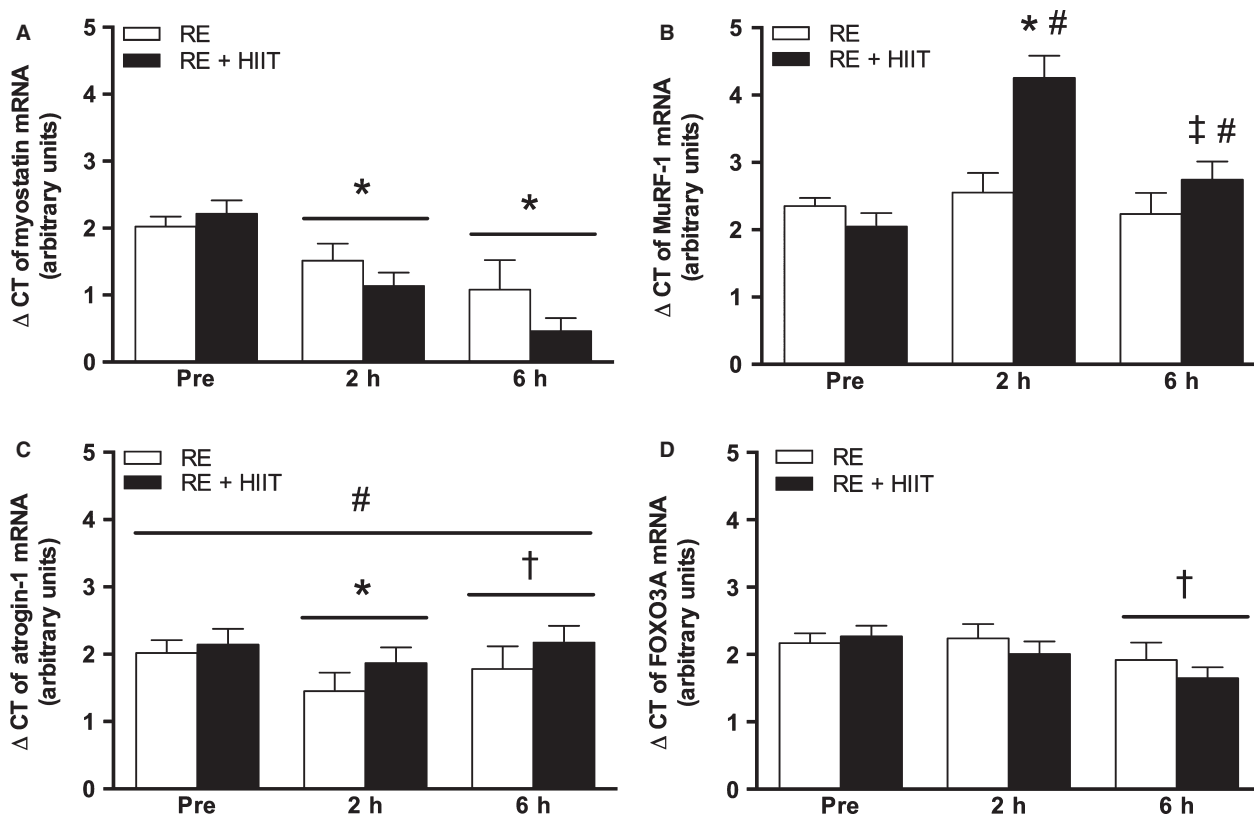 A
Δ CT of myostatin mRNA
(arbitrary units)
5
4
3
2
1
0
RE
RE + HIIT
*
*
Pre 2 h 6 h
B
Δ CT of MuRF-1 mRNA
(arbitrary units)
5
4
3
2
1
0
RE
RE + HIIT
* #
‡ #
Pre 2 h 6 h
C
Δ CT of atrogin-1 mRNA
(arbitrary units)
5
4
3
2
1
0
RE
RE + HIIT
#
*
†
Pre 2 h 6 h
D
Δ CT of FOXO3A mRNA
(arbitrary units)
5
4
3
2
1
0
RE
RE + HIIT
†
Pre 2 h 6 h